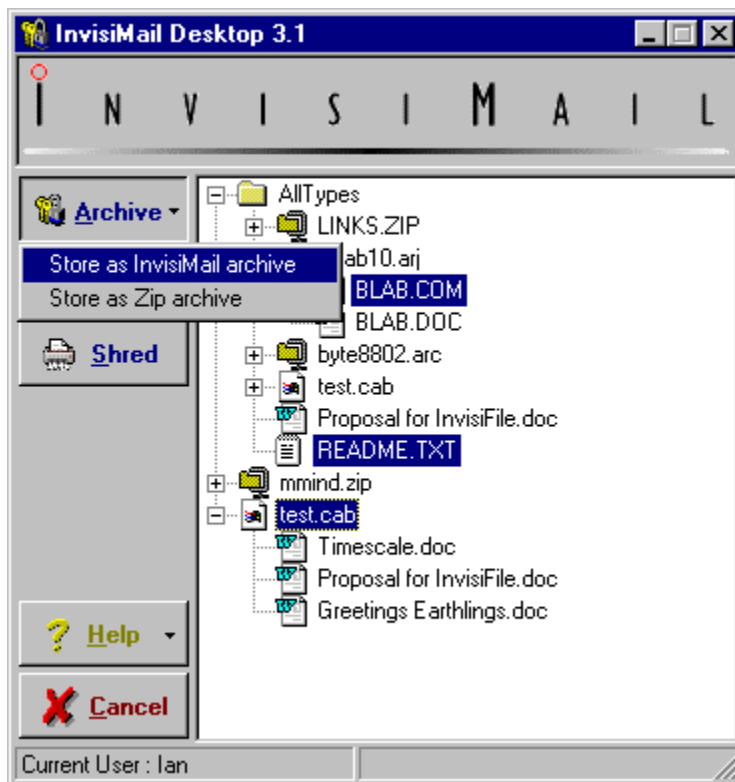 InvisiMail Desktop 3.1
INVISIMAIL
Archive
Store as InvisiMail archive
Store as Zip archive
Shred
AllTypes
LINKS.ZIP
lab10.arj
BLAB.COM
BLAB.DOC
byte8802.arc
test.cab
Proposal for InvisiFile.doc
README.TXT
mmind.zip
test.cab
Timescale.doc
Proposal for InvisiFile.doc
Greetings Earthlings.doc
Help
Cancel
Current User : Ian